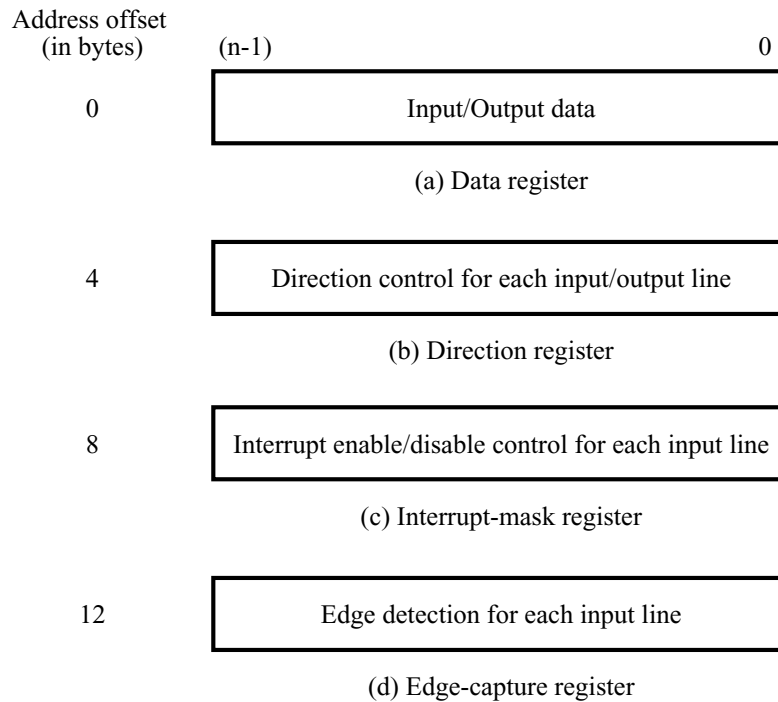 Address offset
(in bytes)
(n-1)
0
0
Input/Output data
(a) Data register
4
Direction control for each input/output line
(b) Direction register
8
Interrupt enable/disable control for each input line
(c) Interrupt-mask register
12
Edge detection for each input line
(d) Edge-capture register